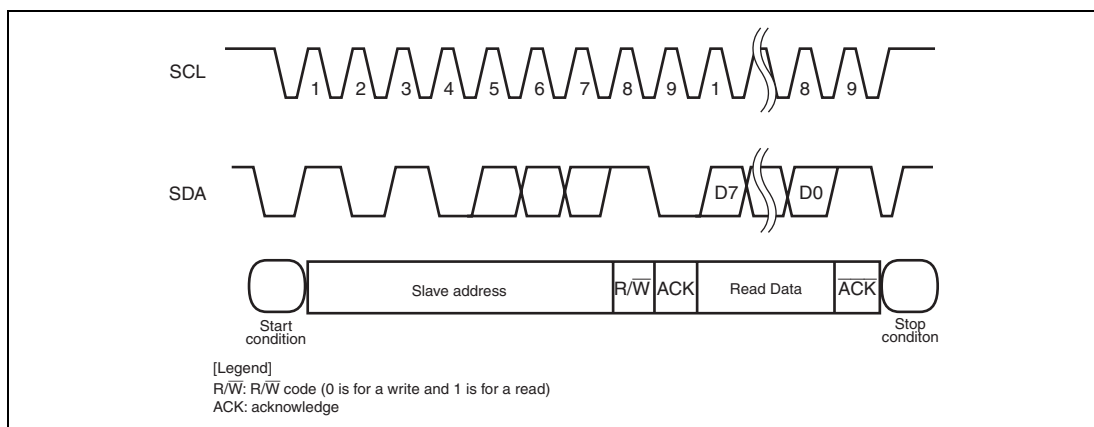 SCL
1 2 3 4 5 6 7 8 9 1 8 9
SDA
D7 D0
Slave address R/W̅ ACK Read Data A̅C̅K̅
Start
condition
Stop
conditon
[Legend]
R/W̅: R/W̅ code (0 is for a write and 1 is for a read)
ACK: acknowledge